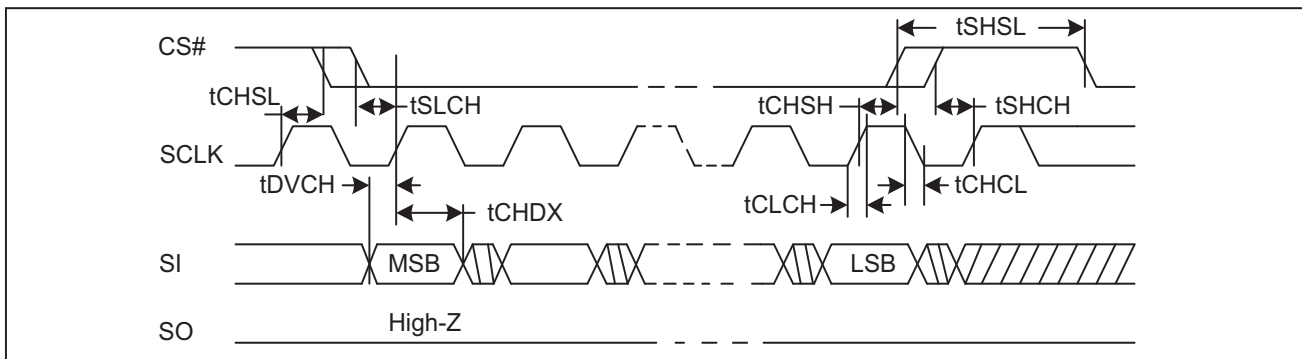 CS#
tSHSL
tCHSL
tSLCH
tCHSH
tSHCH
SCLK
tDVCH
tCHDX
tCLCH
tCHCL
SI
MSB
LSB
SO
High-Z